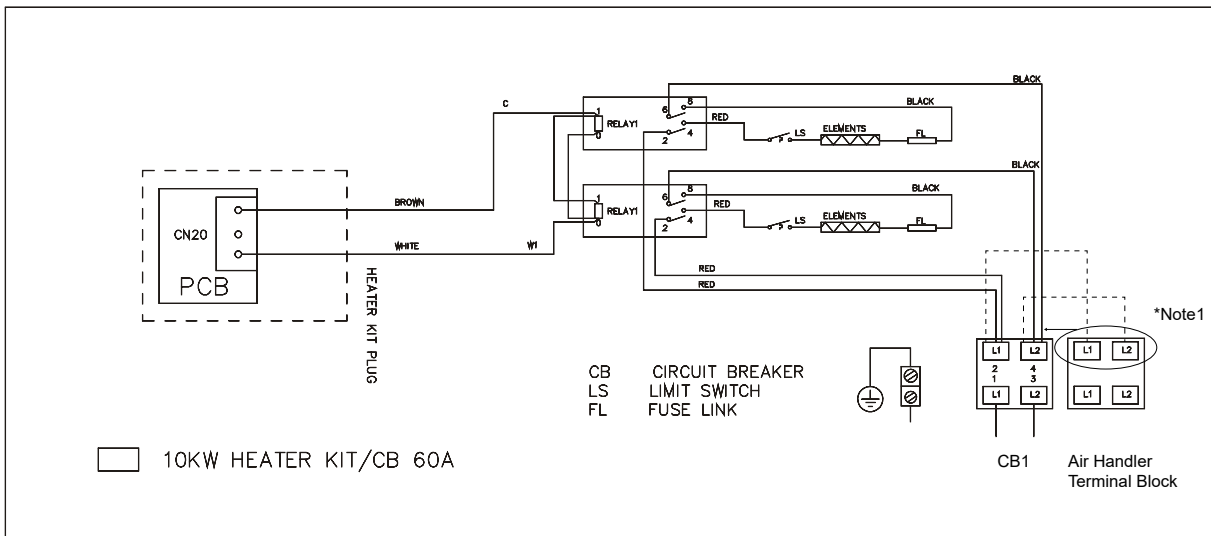 BLACK
C
1
RELAY1
0
6
8
2
4
RED
BLACK
LS
ELEMENTS
FL
BLACK
1
RELAY1
0
6
8
2
4
RED
BLACK
LS
ELEMENTS
FL
CN20
PCB
BROWN
WHITE
W1
HEATER KIT PLUG
RED
RED
*Note1
L1 L2 L1 L2
2 4
1 3
L1 L2 L1 L2
CB CIRCUIT BREAKER
LS LIMIT SWITCH
FL FUSE LINK
CB1
Air Handler
Terminal Block
10KW HEATER KIT/CB 60A